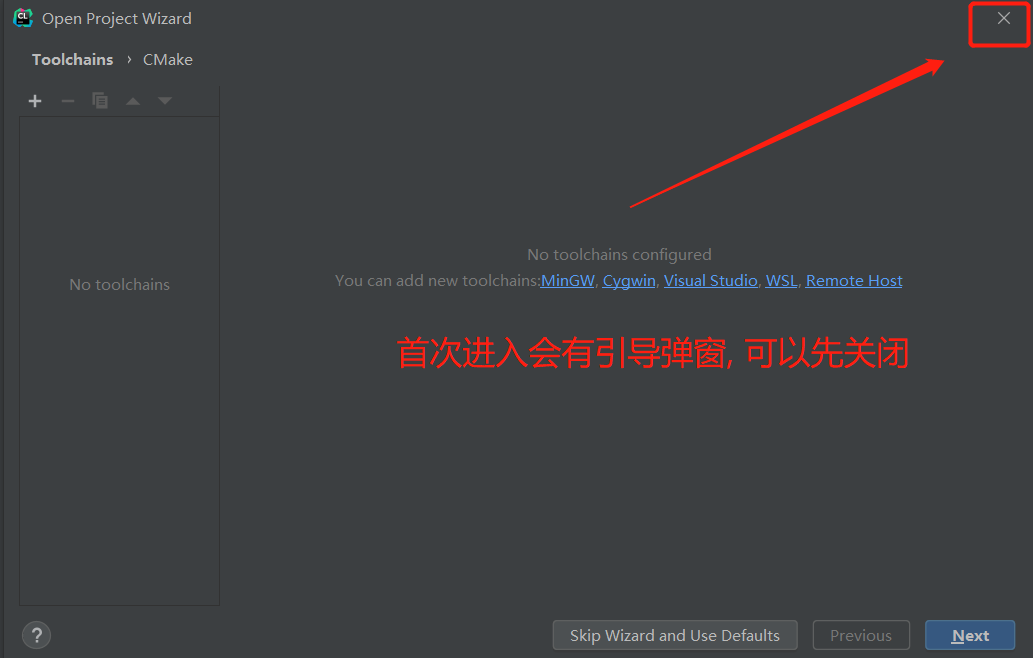 CL
Open Project Wizard
Toolchains › CMake
No toolchains configured
No toolchains
You can add new toolchains:MinGW, Cygwin, Visual Studio, WSL, Remote Host
首次进入会有引导弹窗, 可以先关闭
? Skip Wizard and Use Defaults Previous Next